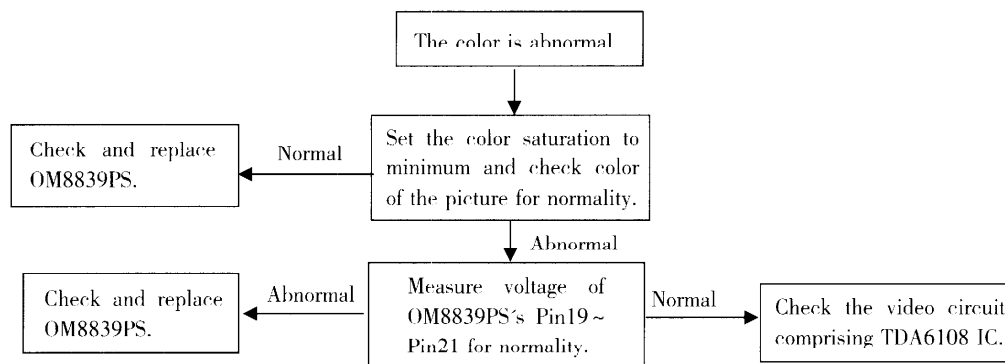 The color is abnormal
Set the color saturation to
minimum and check color
of the picture for normality.
Normal
Check and replace
OM8839PS.
Abnormal
Measure voltage of
OM8839PS's Pin19~
Pin21 for normality.
Abnormal
Check and replace
OM8839PS.
Normal
Check the video circuit
comprising TDA6108 IC.